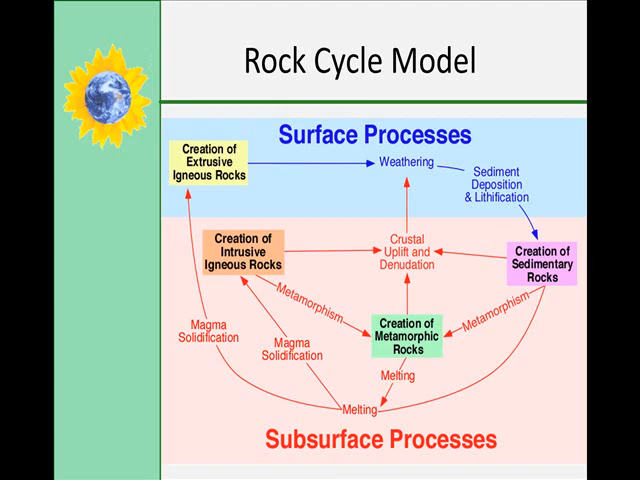 Rock Cycle Model
Surface Processes
Creation of
Extrusive
Igneous Rocks
Weathering
Sediment
Deposition
& Lithification
Creation of
Intrusive
Igneous Rocks
Crustal
Uplift and
Denudation
Creation of
Sedimentary
Rocks
Metamorphism
Metamorphism
Magma
Solidification
Magma
Solidification
Creation of
Metamorphic
Rocks
Melting
Melting
Subsurface Processes